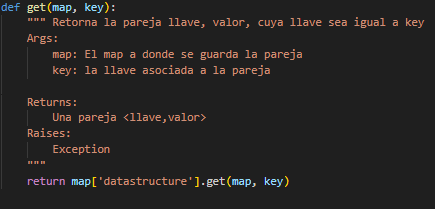 def get(map, key):
    """ Retorna la pareja llave, valor, cuya llave sea igual a key
    Args:
        map: El map a donde se guarda la pareja
        key: la llave asociada a la pareja

    Returns:
        Una pareja <llave,valor>
    Raises:
        Exception
    """
    return map['datastructure'].get(map, key)